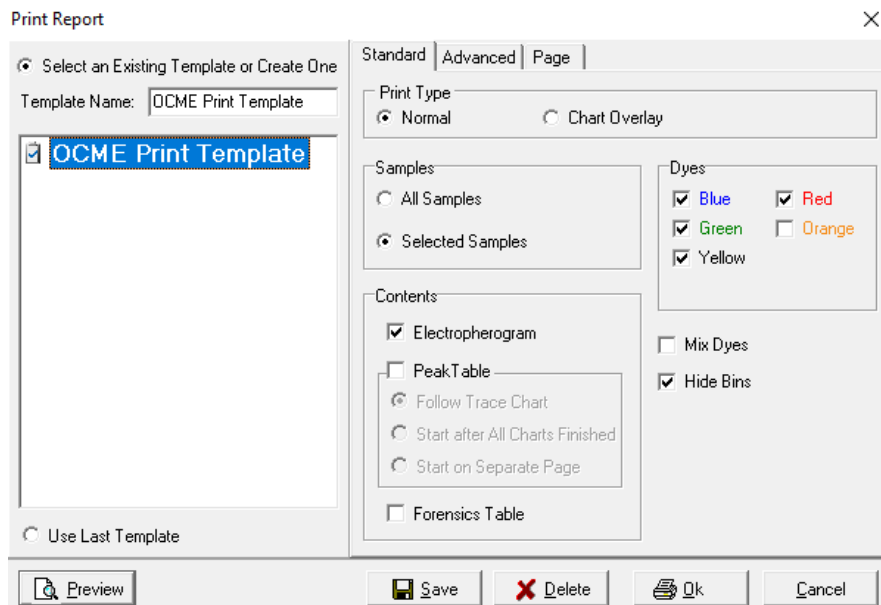 Print Report
Select an Existing Template or Create One
Template Name: OCME Print Template
OCME Print Template
Use Last Template
Standard Advanced Page
Print Type
Normal Chart Overlay
Samples
All Samples
Selected Samples
Dyes
Blue Red
Green Orange
Yellow
Contents
Electropherogram
PeakTable
Follow Trace Chart
Start after All Charts Finished
Start on Separate Page
Forensics Table
Mix Dyes
Hide Bins
Preview Save Delete Ok Cancel